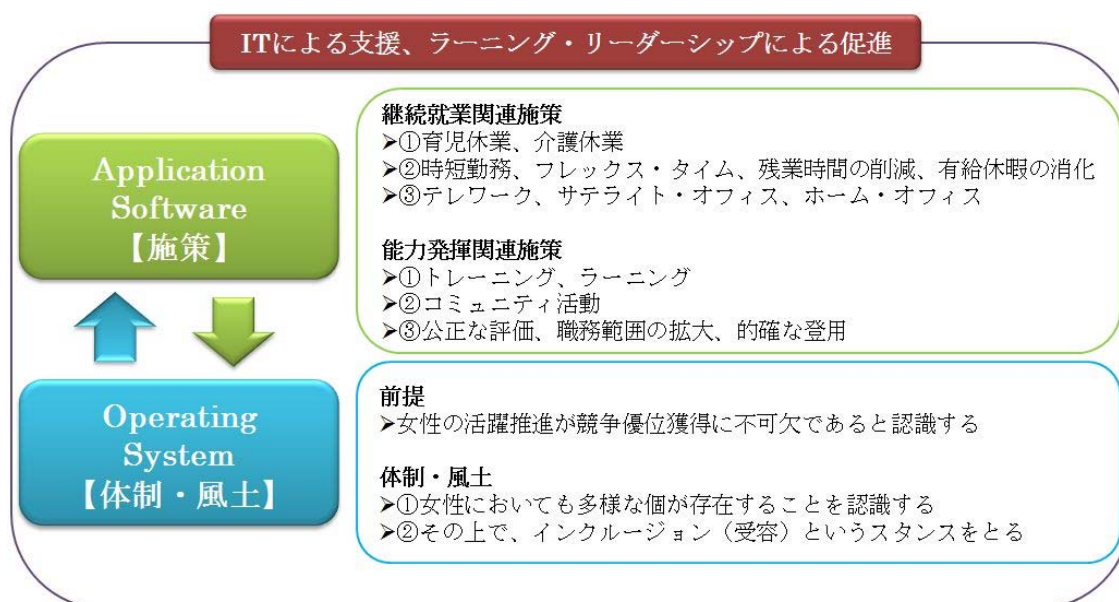 ITによる支援、ラーニング・リーダーシップによる促進
Application
Software
【施策】
継続就業関連施策
➢①育児休業、介護休業
➢②時短勤務、フレックス・タイム、残業時間の削減、有給休暇の消化
➢③テレワーク、サテライト・オフィス、ホーム・オフィス
能力発揮関連施策
➢①トレーニング、ラーニング
➢②コミュニティ活動
➢③公正な評価、職務範囲の拡大、的確な登用
Operating
System
【体制・風土】
前提
➢女性の活躍推進が競争優位獲得に不可欠であると認識する
体制・風土
➢①女性においても多様な個が存在することを認識する
➢②その上で、インクルージョン（受容）というスタンスをとる